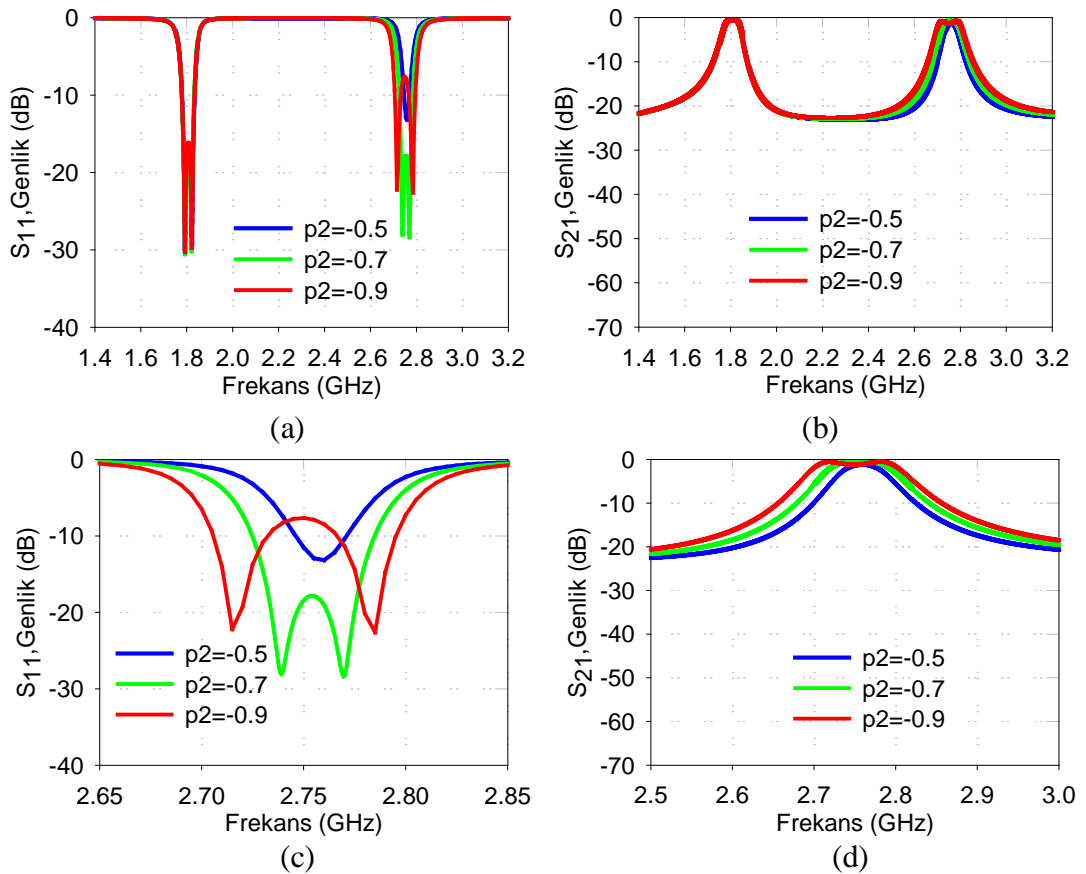 0
-10
-20
-30
-40
S11,Genlik (dB)
p2=-0.5
p2=-0.7
p2=-0.9
1.4 1.6 1.8 2.0 2.2 2.4 2.6 2.8 3.0 3.2
Frekans (GHz)
(a)
0
-10
-20
-30
-40
-50
-60
-70
S21,Genlik (dB)
p2=-0.5
p2=-0.7
p2=-0.9
1.4 1.6 1.8 2.0 2.2 2.4 2.6 2.8 3.0 3.2
Frekans (GHz)
(b)
0
-10
-20
-30
-40
S11,Genlik (dB)
p2=-0.5
p2=-0.7
p2=-0.9
2.65 2.70 2.75 2.80 2.85
Frekans (GHz)
(c)
0
-10
-20
-30
-40
-50
-60
-70
S21,Genlik (dB)
p2=-0.5
p2=-0.7
p2=-0.9
2.5 2.6 2.7 2.8 2.9 3.0
Frekans (GHz)
(d)